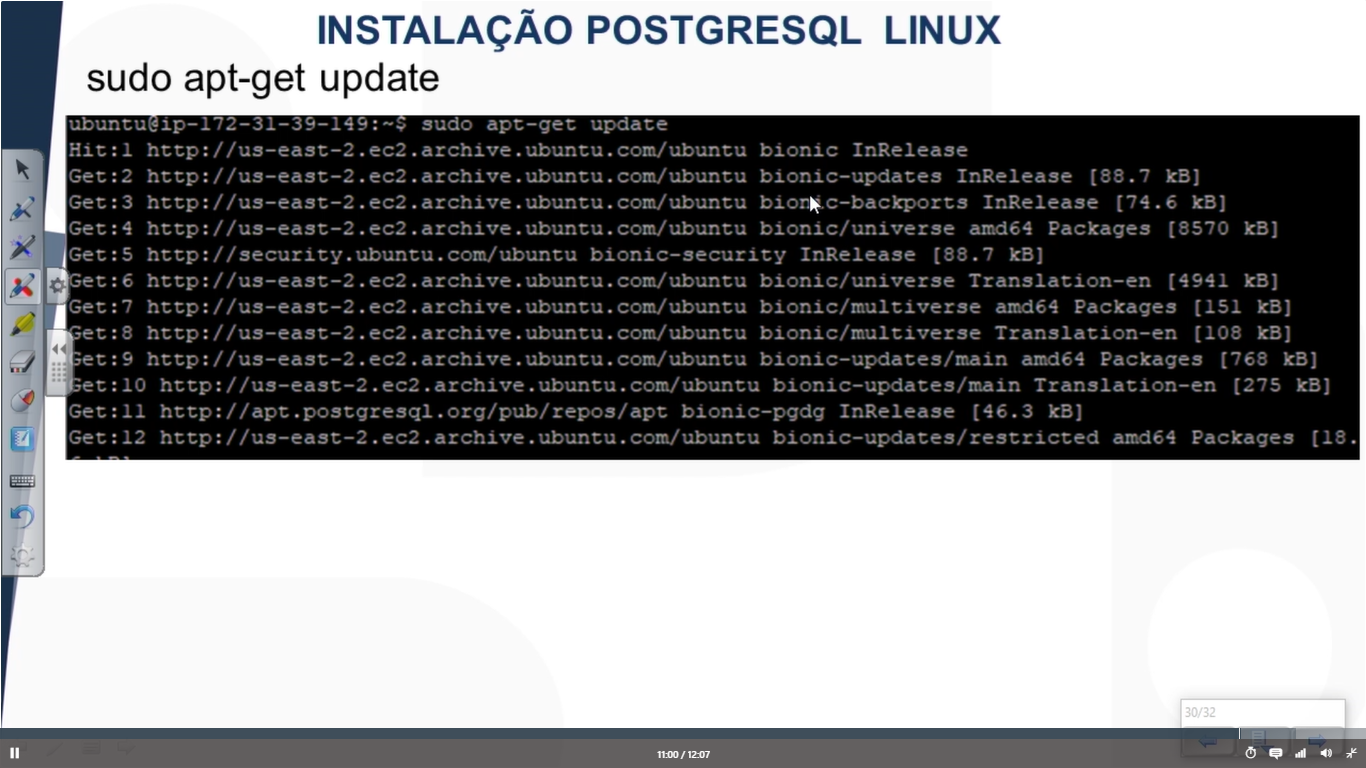 INSTALAÇÃO POSTGRESQL LINUX
sudo apt-get update
ubuntu@ip-172-31-39-149:~$ sudo apt-get update
Hit:1 http://us-east-2.ec2.archive.ubuntu.com/ubuntu bionic InRelease
Get:2 http://us-east-2.ec2.archive.ubuntu.com/ubuntu bionic-updates InRelease [88.7 kB]
Get:3 http://us-east-2.ec2.archive.ubuntu.com/ubuntu bionic-backports InRelease [74.6 kB]
Get:4 http://us-east-2.ec2.archive.ubuntu.com/ubuntu bionic/universe amd64 Packages [8570 kB]
Get:5 http://security.ubuntu.com/ubuntu bionic-security InRelease [88.7 kB]
Get:6 http://us-east-2.ec2.archive.ubuntu.com/ubuntu bionic/universe Translation-en [4941 kB]
Get:7 http://us-east-2.ec2.archive.ubuntu.com/ubuntu bionic/multiverse amd64 Packages [151 kB]
Get:8 http://us-east-2.ec2.archive.ubuntu.com/ubuntu bionic/multiverse Translation-en [108 kB]
Get:9 http://us-east-2.ec2.archive.ubuntu.com/ubuntu bionic-updates/main amd64 Packages [768 kB]
Get:10 http://us-east-2.ec2.archive.ubuntu.com/ubuntu bionic-updates/main Translation-en [275 kB]
Get:11 http://apt.postgresql.org/pub/repos/apt bionic-pgdg InRelease [46.3 kB]
Get:12 http://us-east-2.ec2.archive.ubuntu.com/ubuntu bionic-updates/restricted amd64 Packages [18.
30/32
11:00 / 12:07